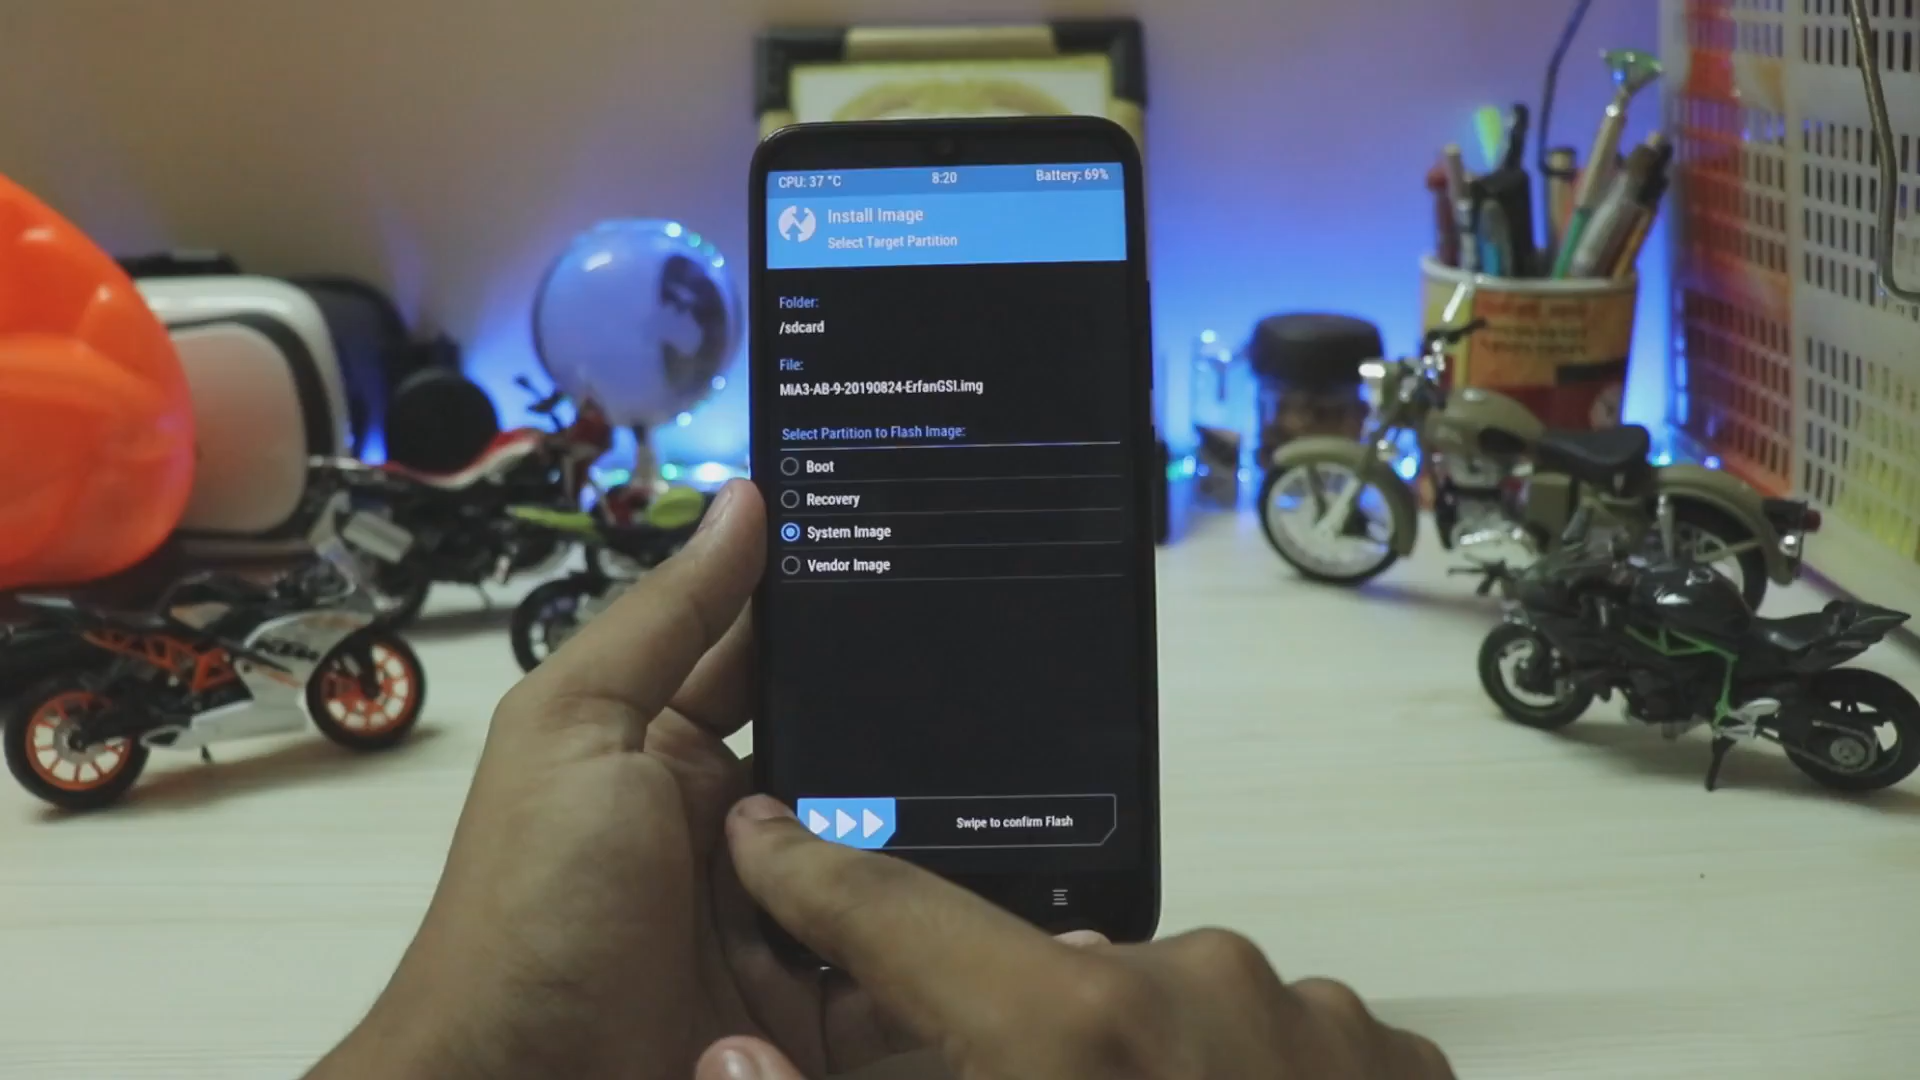 CPU: 37 °C 8:20 Battery: 69%
Install Image
Select Target Partition
Folder:
/sdcard
File:
MiA3-AB-9-20190824-ErfanGSI.img
Select Partition to Flash Image:
Boot
Recovery
System Image
Vendor Image
Swipe to confirm Flash
KTM